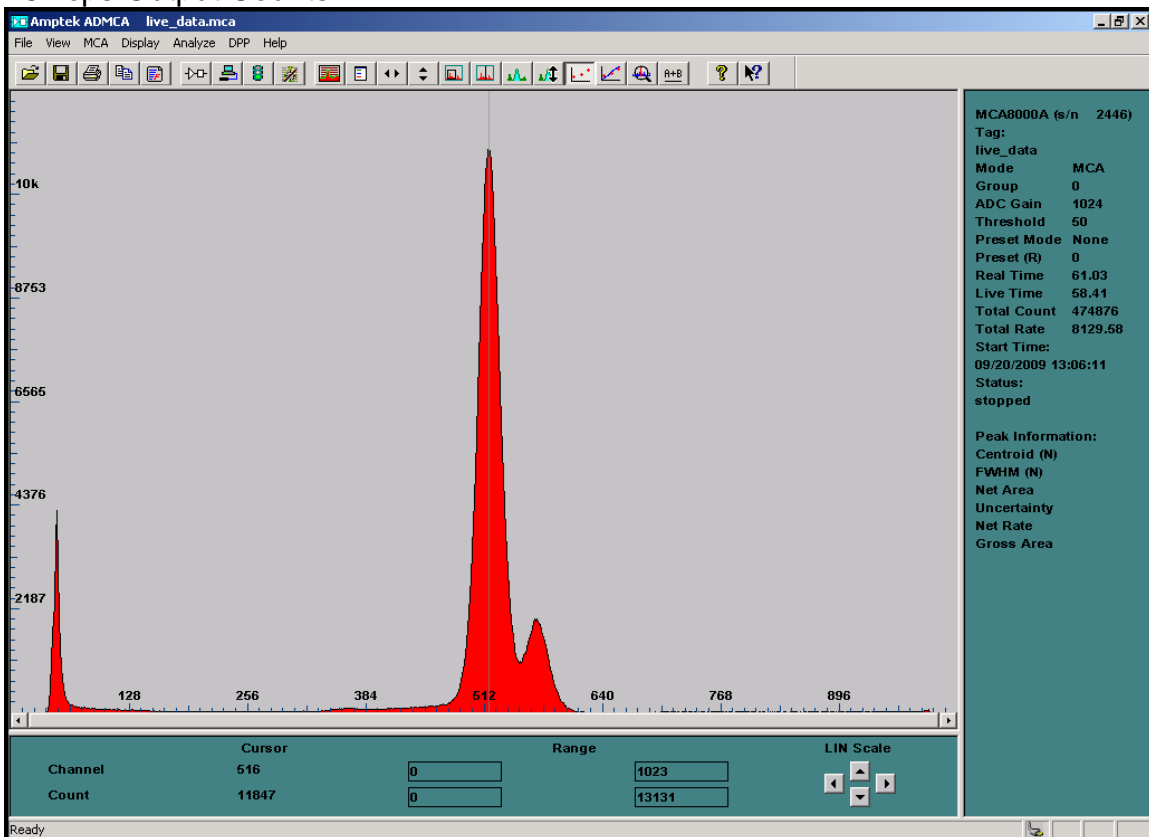 Amptek ADMCA live_data.mca
File View MCA Display Analyze DPP Help
A+B
10k
8753
6565
4376
2187
128 256 384 512 640 768 896
MCA8000A (s/n 2446)
Tag:
live_data
Mode MCA
Group 0
ADC Gain 1024
Threshold 50
Preset Mode None
Preset (R) 0
Real Time 61.03
Live Time 58.41
Total Count 474876
Total Rate 8129.58
Start Time:
09/20/2009 13:06:11
Status:
stopped
Peak Information:
Centroid (N)
FWHM (N)
Net Area
Uncertainty
Net Rate
Gross Area
Cursor Range LIN Scale
Channel 516 0 1023
Count 11847 0 13131
Ready